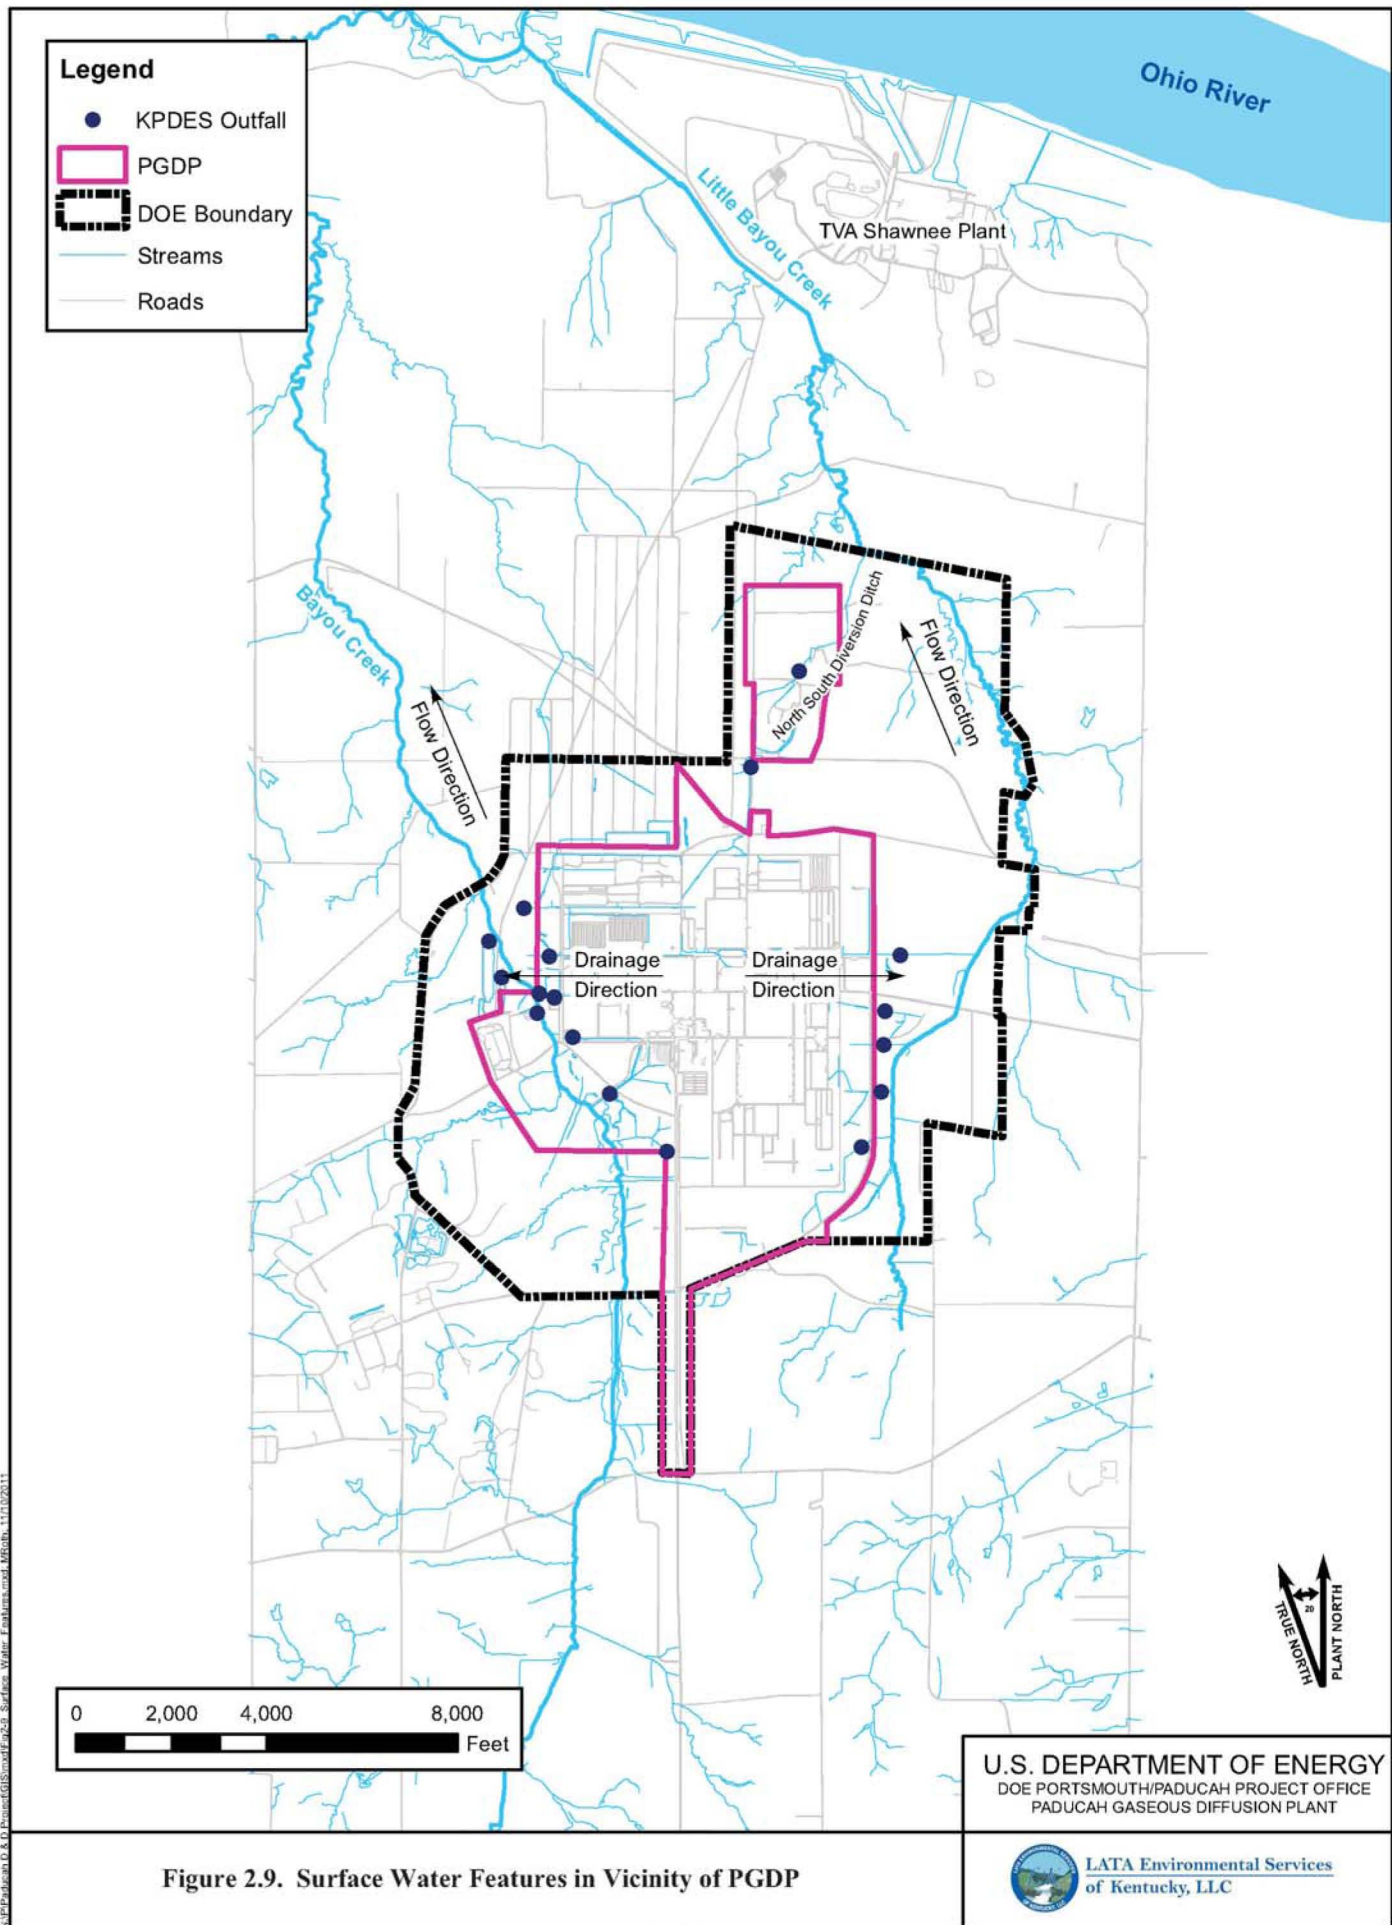 Legend
KPDES Outfall
PGDP
DOE Boundary
Streams
Roads
Ohio River
Little Bayou Creek
TVA Shawnee Plant
Bayou Creek
Flow Direction
North South Diversion Ditch
Flow Direction
Drainage
Direction
Drainage
Direction
TRUE NORTH
20
PLANT NORTH
0 2,000 4,000 8,000
Feet
U.S. DEPARTMENT OF ENERGY
DOE PORTSMOUTH/PADUCAH PROJECT OFFICE
PADUCAH GASEOUS DIFFUSION PLANT
Figure 2.9. Surface Water Features in Vicinity of PGDP
LATA Environmental Services
of Kentucky, LLC